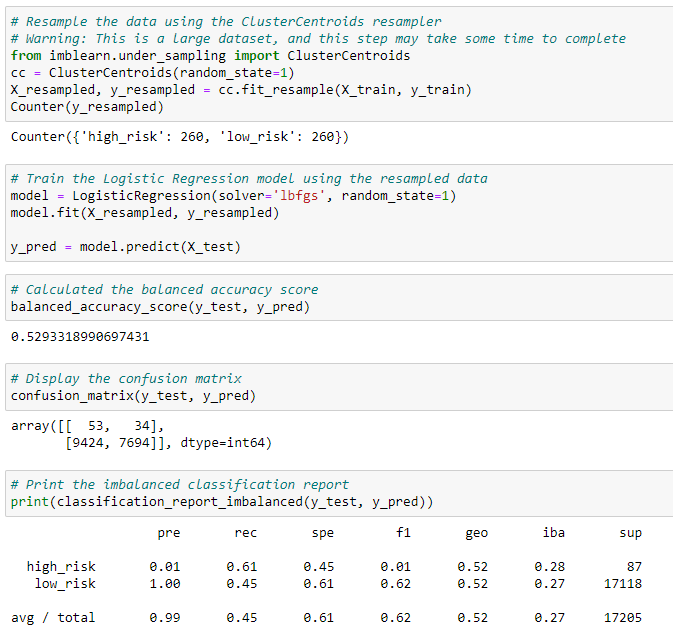 # Resample the data using the ClusterCentroids resampler
# Warning: This is a large dataset, and this step may take some time to complete
from imblearn.under_sampling import ClusterCentroids
cc = ClusterCentroids(random_state=1)
X_resampled, y_resampled = cc.fit_resample(X_train, y_train)
Counter(y_resampled)
Counter({'high_risk': 260, 'low_risk': 260})
# Train the Logistic Regression model using the resampled data
model = LogisticRegression(solver='lbfgs', random_state=1)
model.fit(X_resampled, y_resampled)
y_pred = model.predict(X_test)
# Calculated the balanced accuracy score
balanced_accuracy_score(y_test, y_pred)
0.5293318990697431
# Display the confusion matrix
confusion_matrix(y_test, y_pred)
array([[  53,   34],
       [9424, 7694]], dtype=int64)
# Print the imbalanced classification report
print(classification_report_imbalanced(y_test, y_pred))
pre rec spe f1 geo iba sup
high_risk 0.01 0.61 0.45 0.01 0.52 0.28 87
low_risk 1.00 0.45 0.61 0.62 0.52 0.27 17118
avg / total 0.99 0.45 0.61 0.62 0.52 0.27 17205